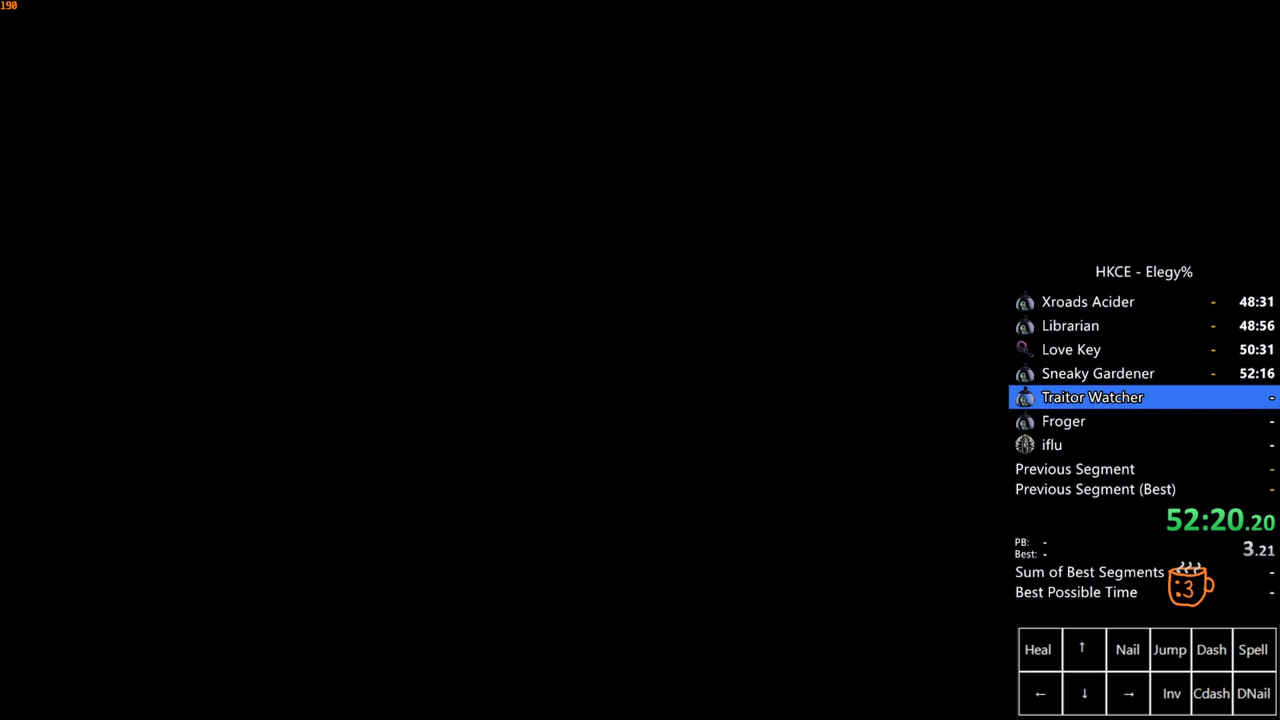 190
HKCE - Elegy%
Xroads Acider - 48:31
Librarian - 48:56
Love Key - 50:31
Sneaky Gardener - 52:16
Traitor Watcher -
Froger -
iflu -
Previous Segment -
Previous Segment (Best) -
52:20.20
PB: -
Best: -
3.21
Sum of Best Segments -
Best Possible Time -
:3
Heal ↑ Nail Jump Dash Spell
← ↓ → Inv Cdash DNail